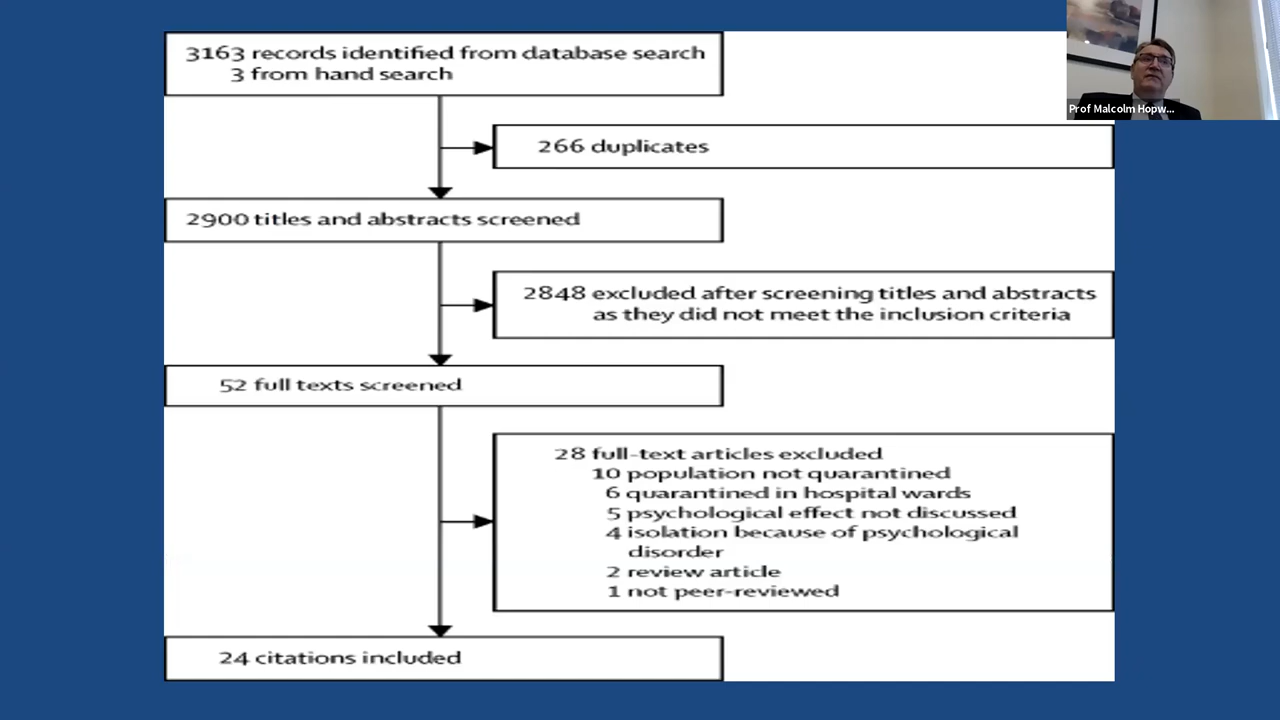 3163 records identified from database search
3 from hand search
Prof Malcolm Hopw...
266 duplicates
2900 titles and abstracts screened
2848 excluded after screening titles and abstracts
as they did not meet the inclusion criteria
52 full texts screened
28 full-text articles excluded
10 population not quarantined
6 quarantined in hospital wards
5 psychological effect not discussed
4 isolation because of psychological
disorder
2 review article
1 not peer-reviewed
24 citations included